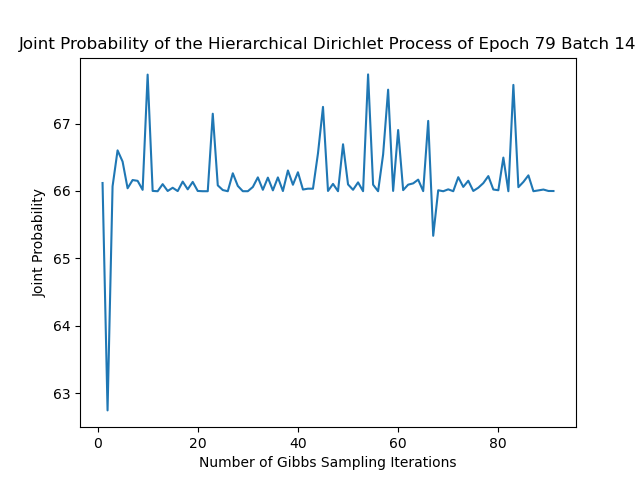 Joint Probability of the Hierarchical Dirichlet Process of Epoch 79 Batch 14
67
66
65
64
63
Joint Probability
0 20 40 60 80
Number of Gibbs Sampling Iterations